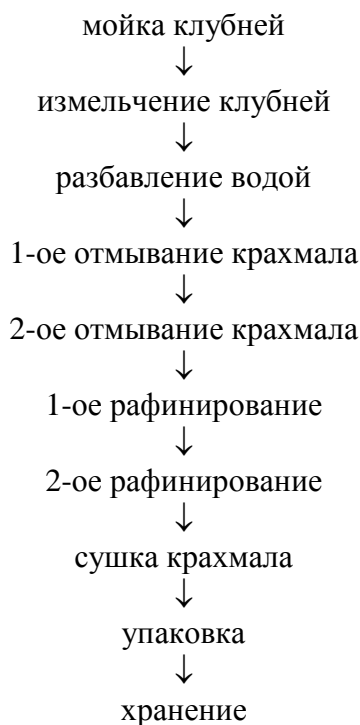 мойка клубней
↓
измельчение клубней
↓
разбавление водой
↓
1-ое отмывание крахмала
↓
2-ое отмывание крахмала
↓
1-ое рафинирование
↓
2-ое рафинирование
↓
сушка крахмала
↓
упаковка
↓
хранение